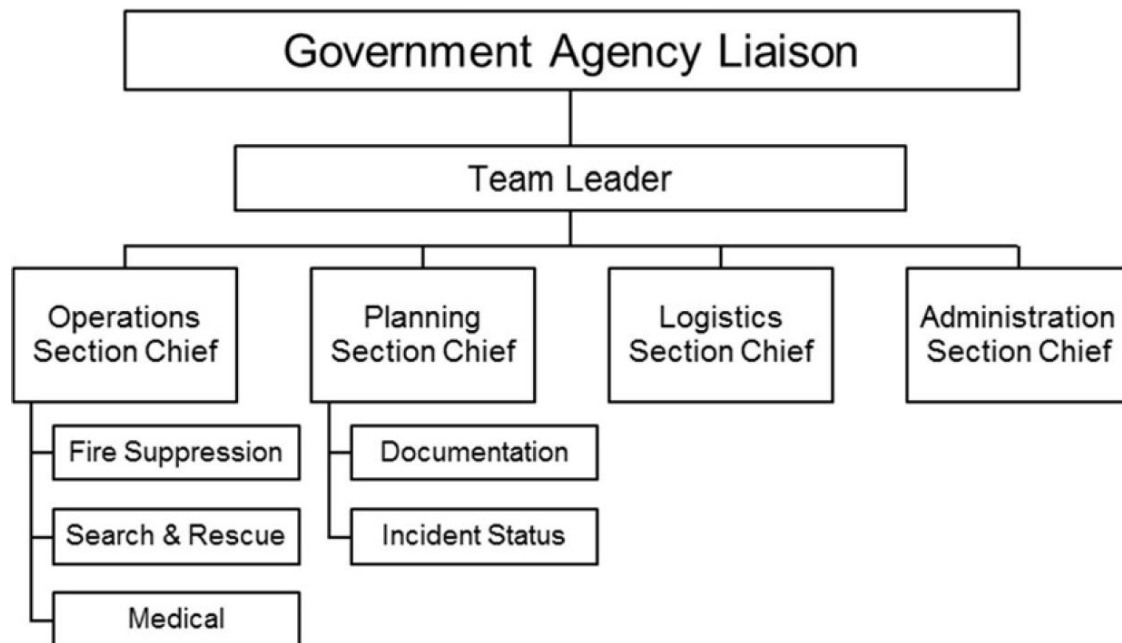 Government Agency Liaison
Team Leader
Operations
Section Chief
Planning
Section Chief
Logistics
Section Chief
Administration
Section Chief
Fire Suppression
Documentation
Search & Rescue
Incident Status
Medical